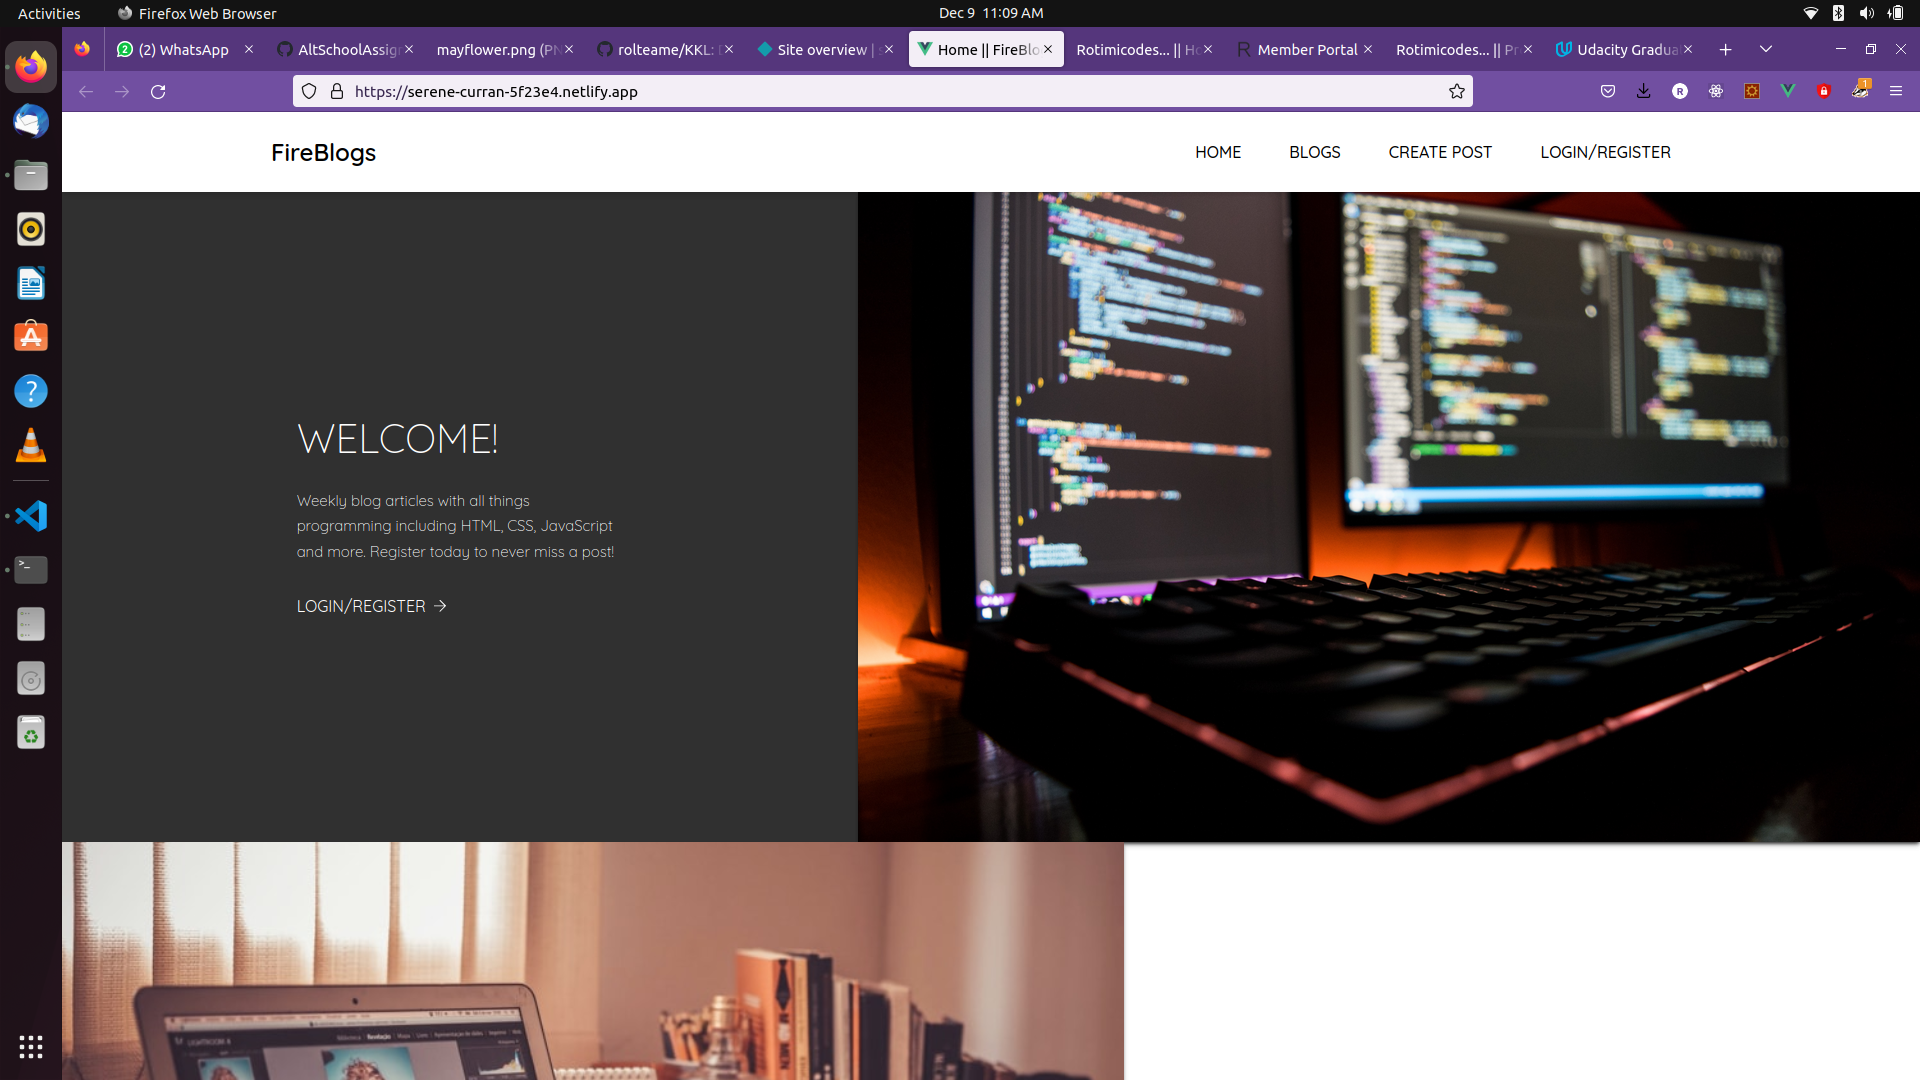 Activities
Firefox Web Browser
Dec 9 11:09 AM
(2) WhatsApp
AltSchoolAssig
mayflower.png (PN
rolteame/KKL:
Site overview |
Home || FireBlo
Rotimicodes... || Ho
Member Portal
Rotimicodes... || Pr
Udacity Gradua
https://serene-curran-5f23e4.netlify.app
FireBlogs
HOME
BLOGS
CREATE POST
LOGIN/REGISTER
WELCOME!
Weekly blog articles with all things
programming including HTML, CSS, JavaScript
and more. Register today to never miss a post!
LOGIN/REGISTER